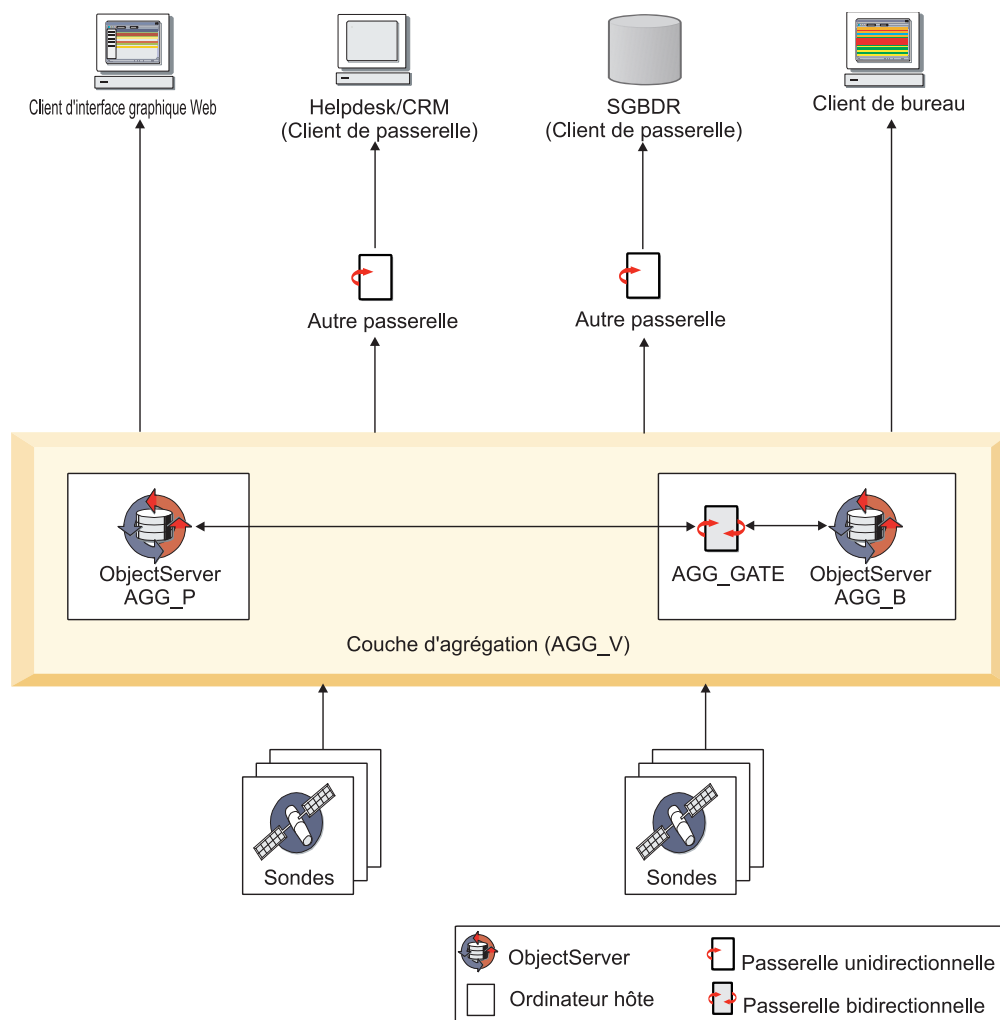 Client d'interface graphique Web
Helpdesk/CRM
(Client de passerelle)
SGBDR
(Client de passerelle)
Client de bureau
Autre passerelle
Autre passerelle
ObjectServer
AGG_P
AGG_GATE
ObjectServer
AGG_B
Couche d'agrégation (AGG_V)
Sondes
Sondes
ObjectServer
Passerelle unidirectionnelle
Ordinateur hôte
Passerelle bidirectionnelle